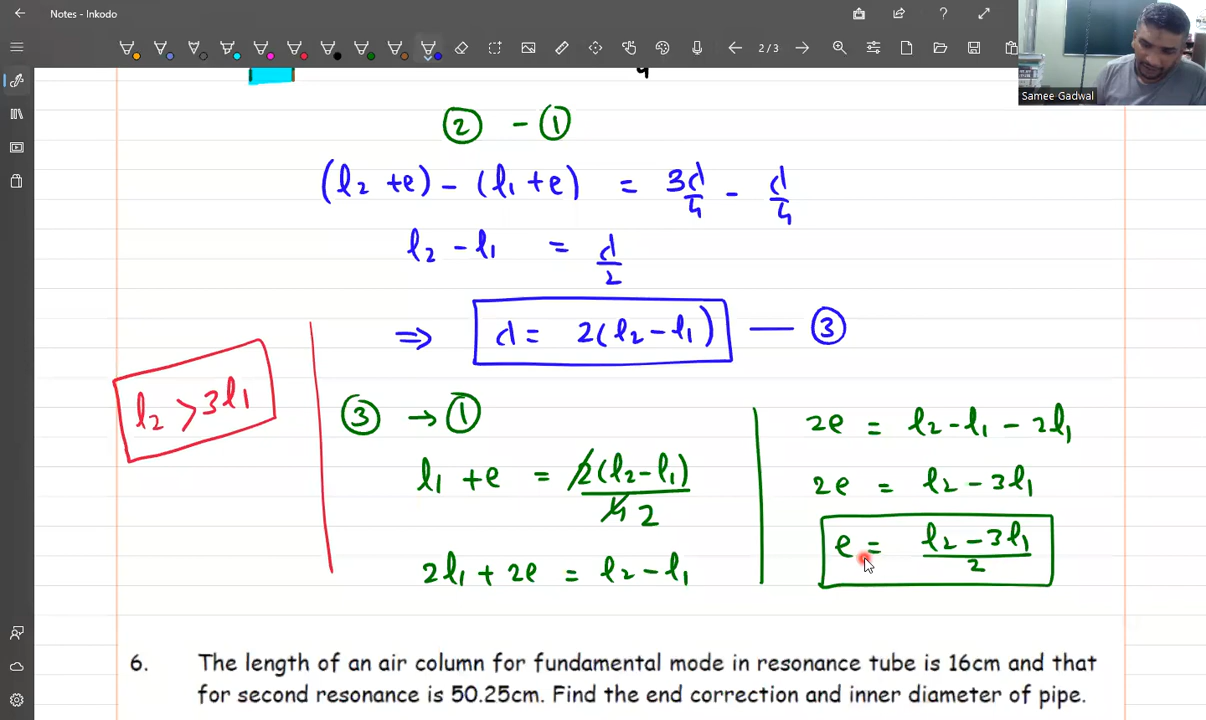 Notes - Inkodo
2/3
Samee Gadwal
② - ①
(l₂ + e) - (l₁ + e) = 3λ/4 - λ/4
l₂ - l₁ = λ/2
⇒ λ = 2(l₂ - l₁) — ③
l₂ > 3l₁
③ → ①
l₁ + e = 2(l₂ - l₁)/4 2
2l₁ + 2e = l₂ - l₁
2e = l₂ - l₁ - 2l₁
2e = l₂ - 3l₁
e = l₂ - 3l₁/2
6. The length of an air column for fundamental mode in resonance tube is 16cm and that
for second resonance is 50.25cm. Find the end correction and inner diameter of pipe.